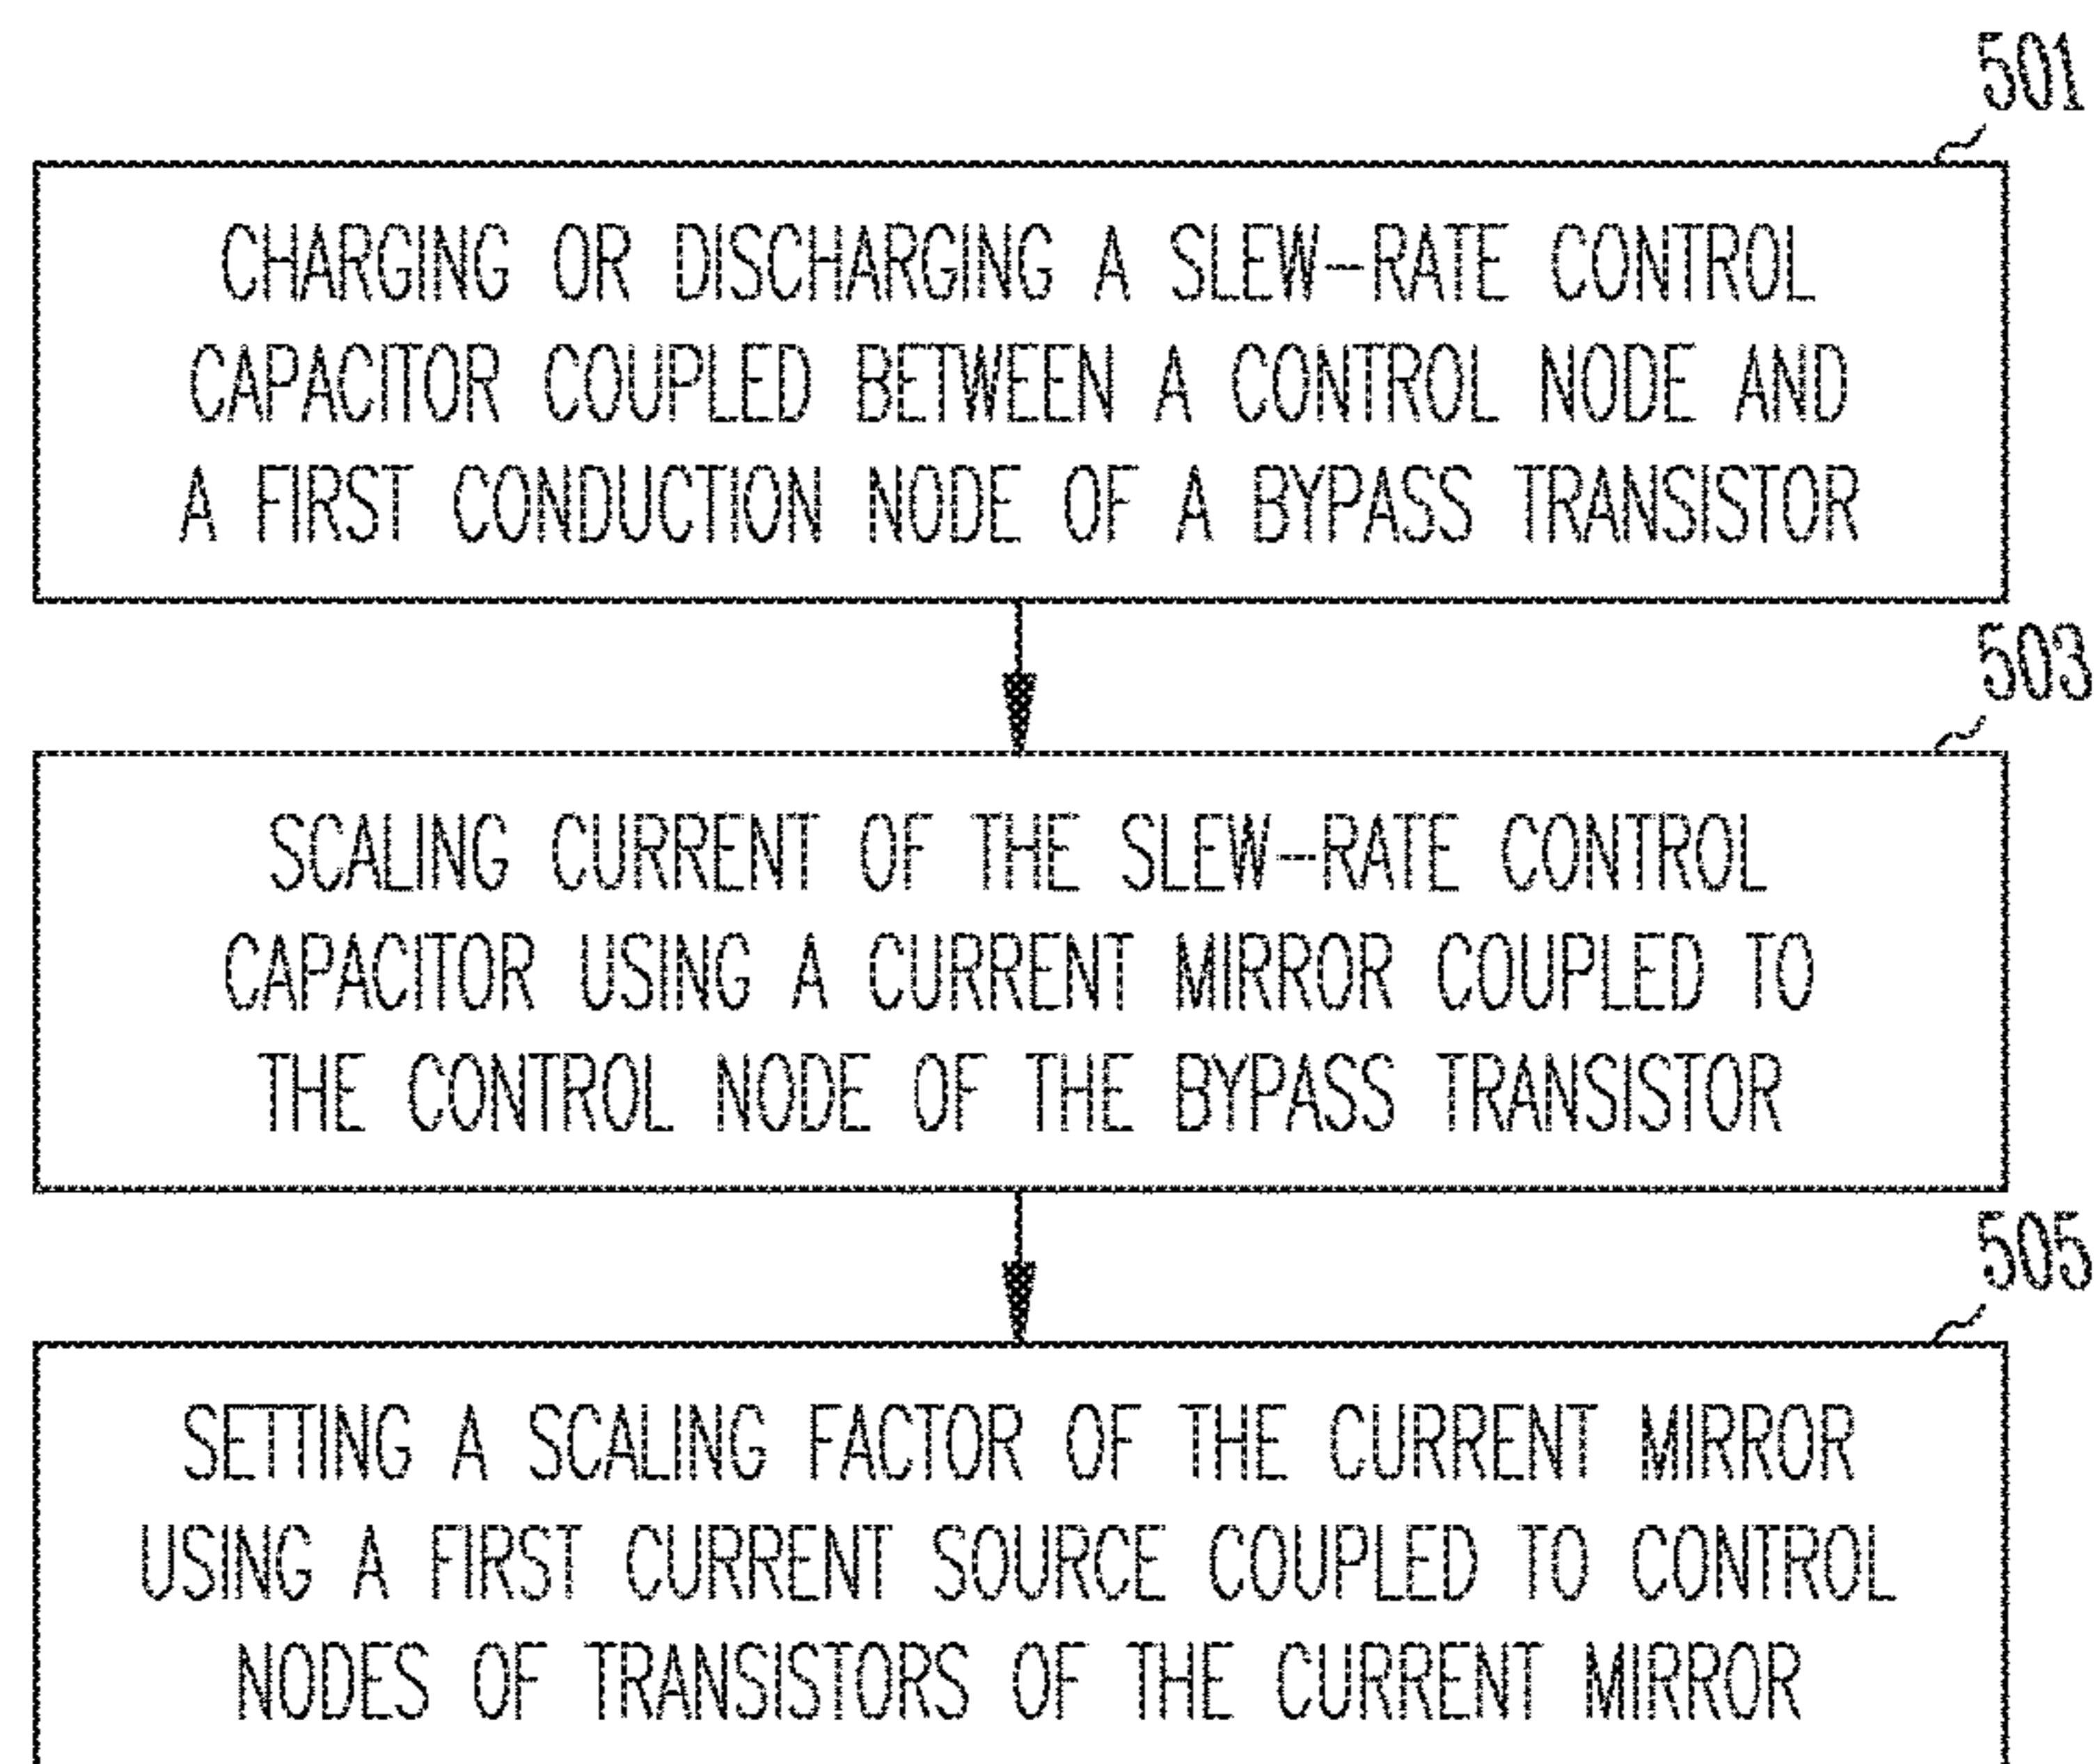 501
CHARGING OR DISCHARGING A SLEW-RATE CONTROL
CAPACITOR COUPLED BETWEEN A CONTROL NODE AND
A FIRST CONDUCTION NODE OF A BYPASS TRANSISTOR
503
SCALING CURRENT OF THE SLEW-RATE CONTROL
CAPACITOR USING A CURRENT MIRROR COUPLED TO
THE CONTROL NODE OF THE BYPASS TRANSISTOR
505
SETTING A SCALING FACTOR OF THE CURRENT MIRROR
USING A FIRST CURRENT SOURCE COUPLED TO CONTROL
NODES OF TRANSISTORS OF THE CURRENT MIRROR